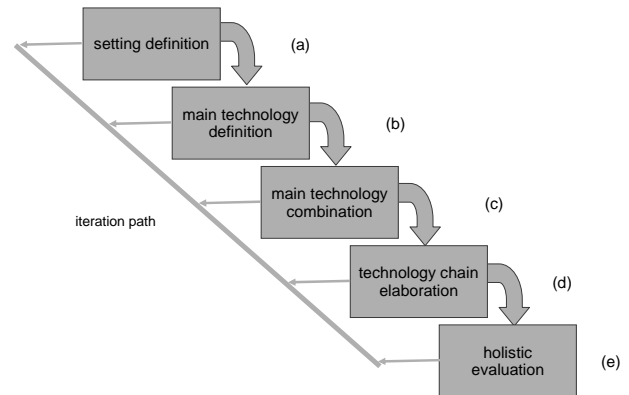 setting definition
(a)
main technology
definition
(b)
main technology
combination
(c)
iteration path
technology chain
elaboration
(d)
holistic
evaluation
(e)